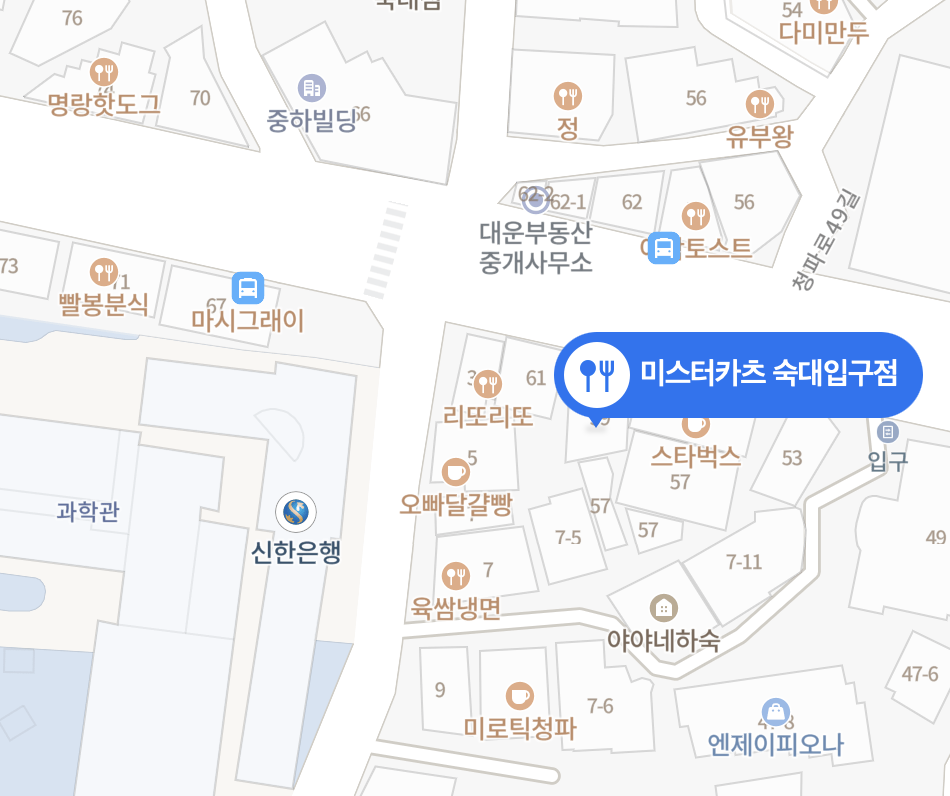 76
54
다미만두
명랑핫도그
70
중하빌딩
정
56
유부왕
62-2
62-1
62
56
대운부동산
중개사무소
토스트
청파로49길
73
빨봉분식
67
마시그래이
61
미스터카츠 숙대입구점
리또리또
스타벅스
53
입구
5
57
오빠달걀빵
57
과학관
신한은행
7-5
57
49
7
7-11
육쌈냉면
야야네하숙
47-6
9
미로틱청파
7-6
엔제이피오나